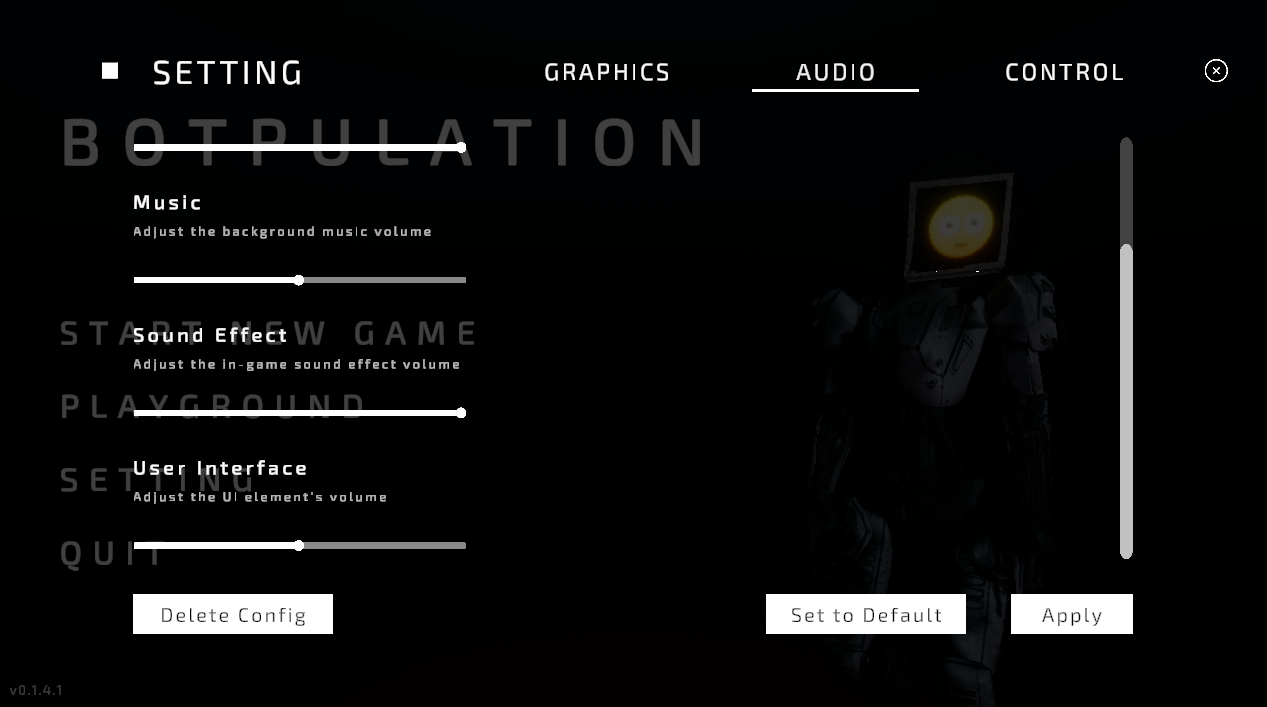 SETTING
GRAPHICS
AUDIO
CONTROL
BOTPULATION
Music
Adjust the background music volume
START NEW GAME
Sound Effect
Adjust the in-game sound effect volume
PLAYGROUND
User Interface
SETTING
Adjust the UI element's volume
QUIT
Delete Config
Set to Default
Apply
v0.1.4.1